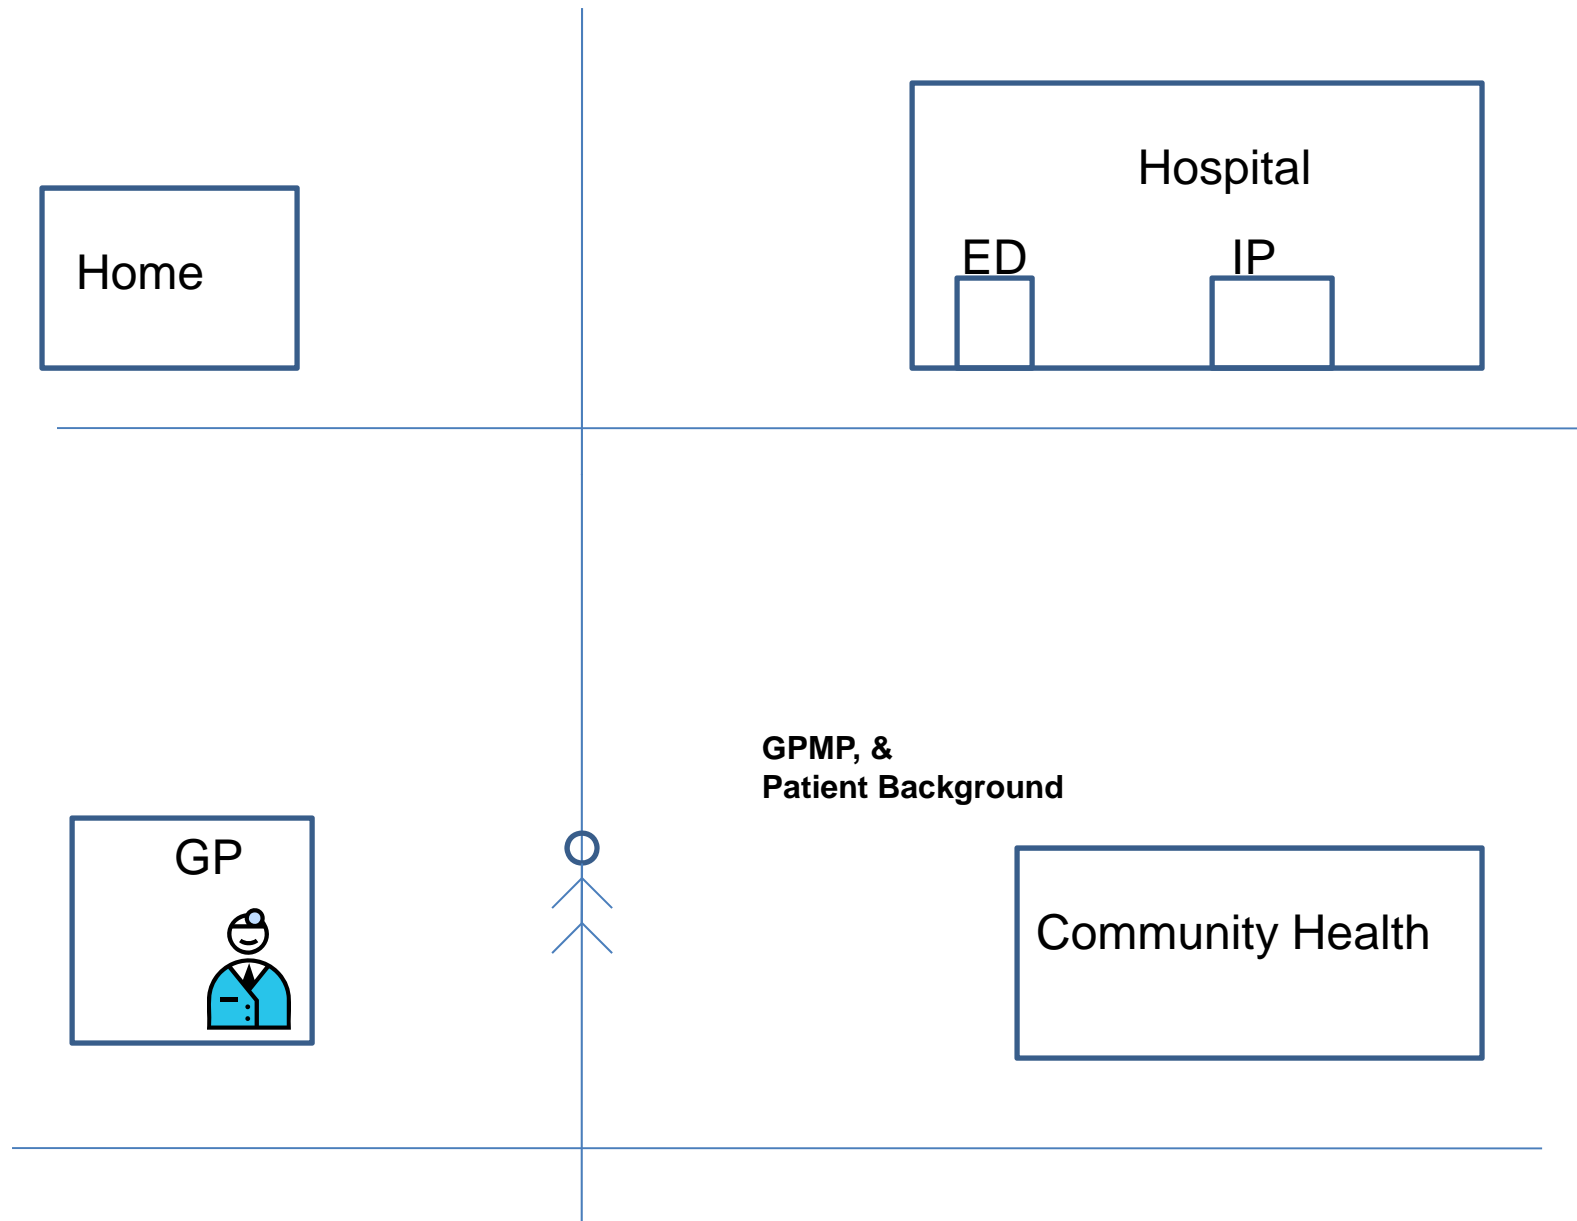 Hospital
ED
IP
Home
GPMP, &
Patient Background
GP
Community Health